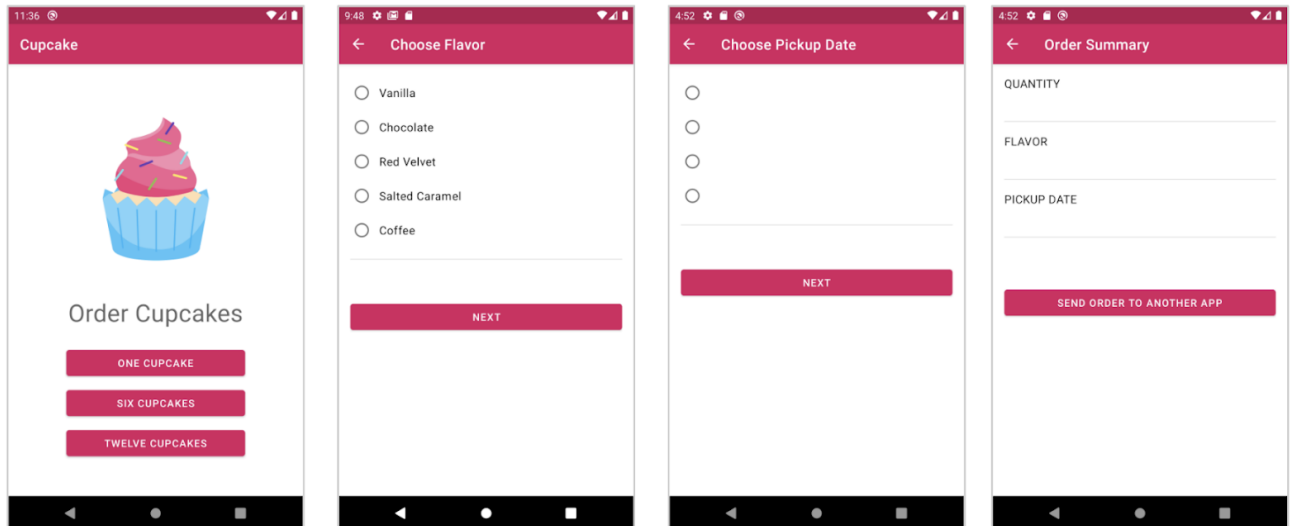 11:36
Cupcake
Order Cupcakes
ONE CUPCAKE
SIX CUPCAKES
TWELVE CUPCAKES
9:48
Choose Flavor
Vanilla
Chocolate
Red Velvet
Salted Caramel
Coffee
NEXT
4:52
Choose Pickup Date
NEXT
4:52
Order Summary
QUANTITY
FLAVOR
PICKUP DATE
SEND ORDER TO ANOTHER APP